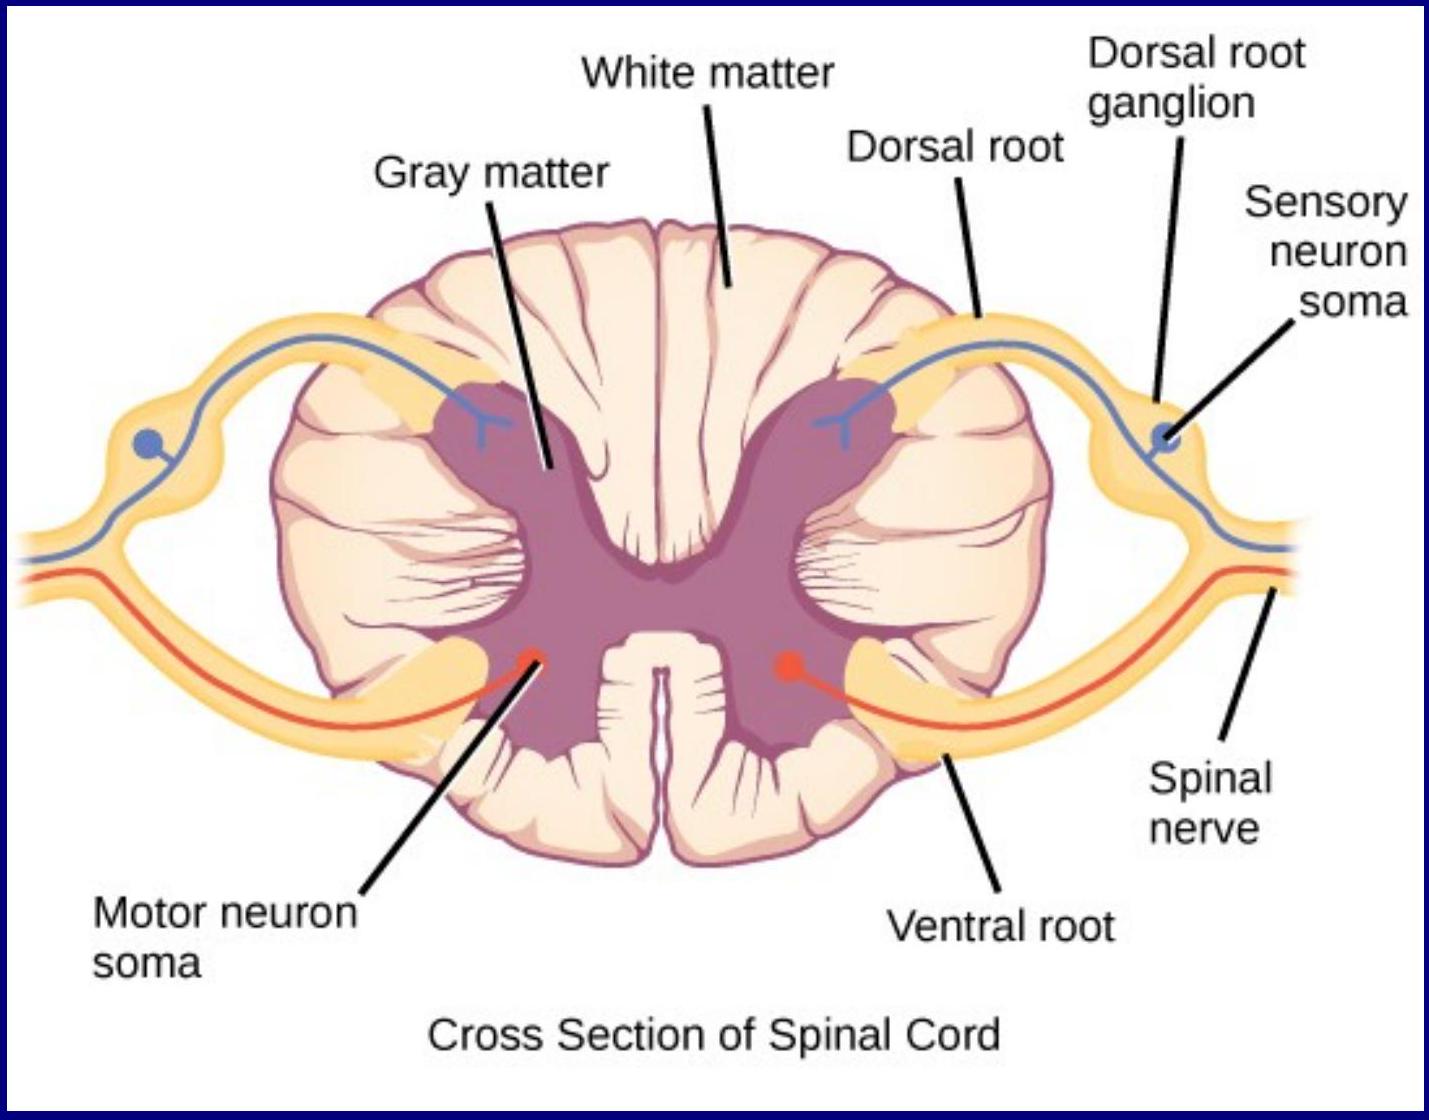 White matter
Dorsal root
ganglion
Dorsal root
Gray matter
Sensory
neuron
soma
Spinal
nerve
Motor neuron
soma
Ventral root
Cross Section of Spinal Cord